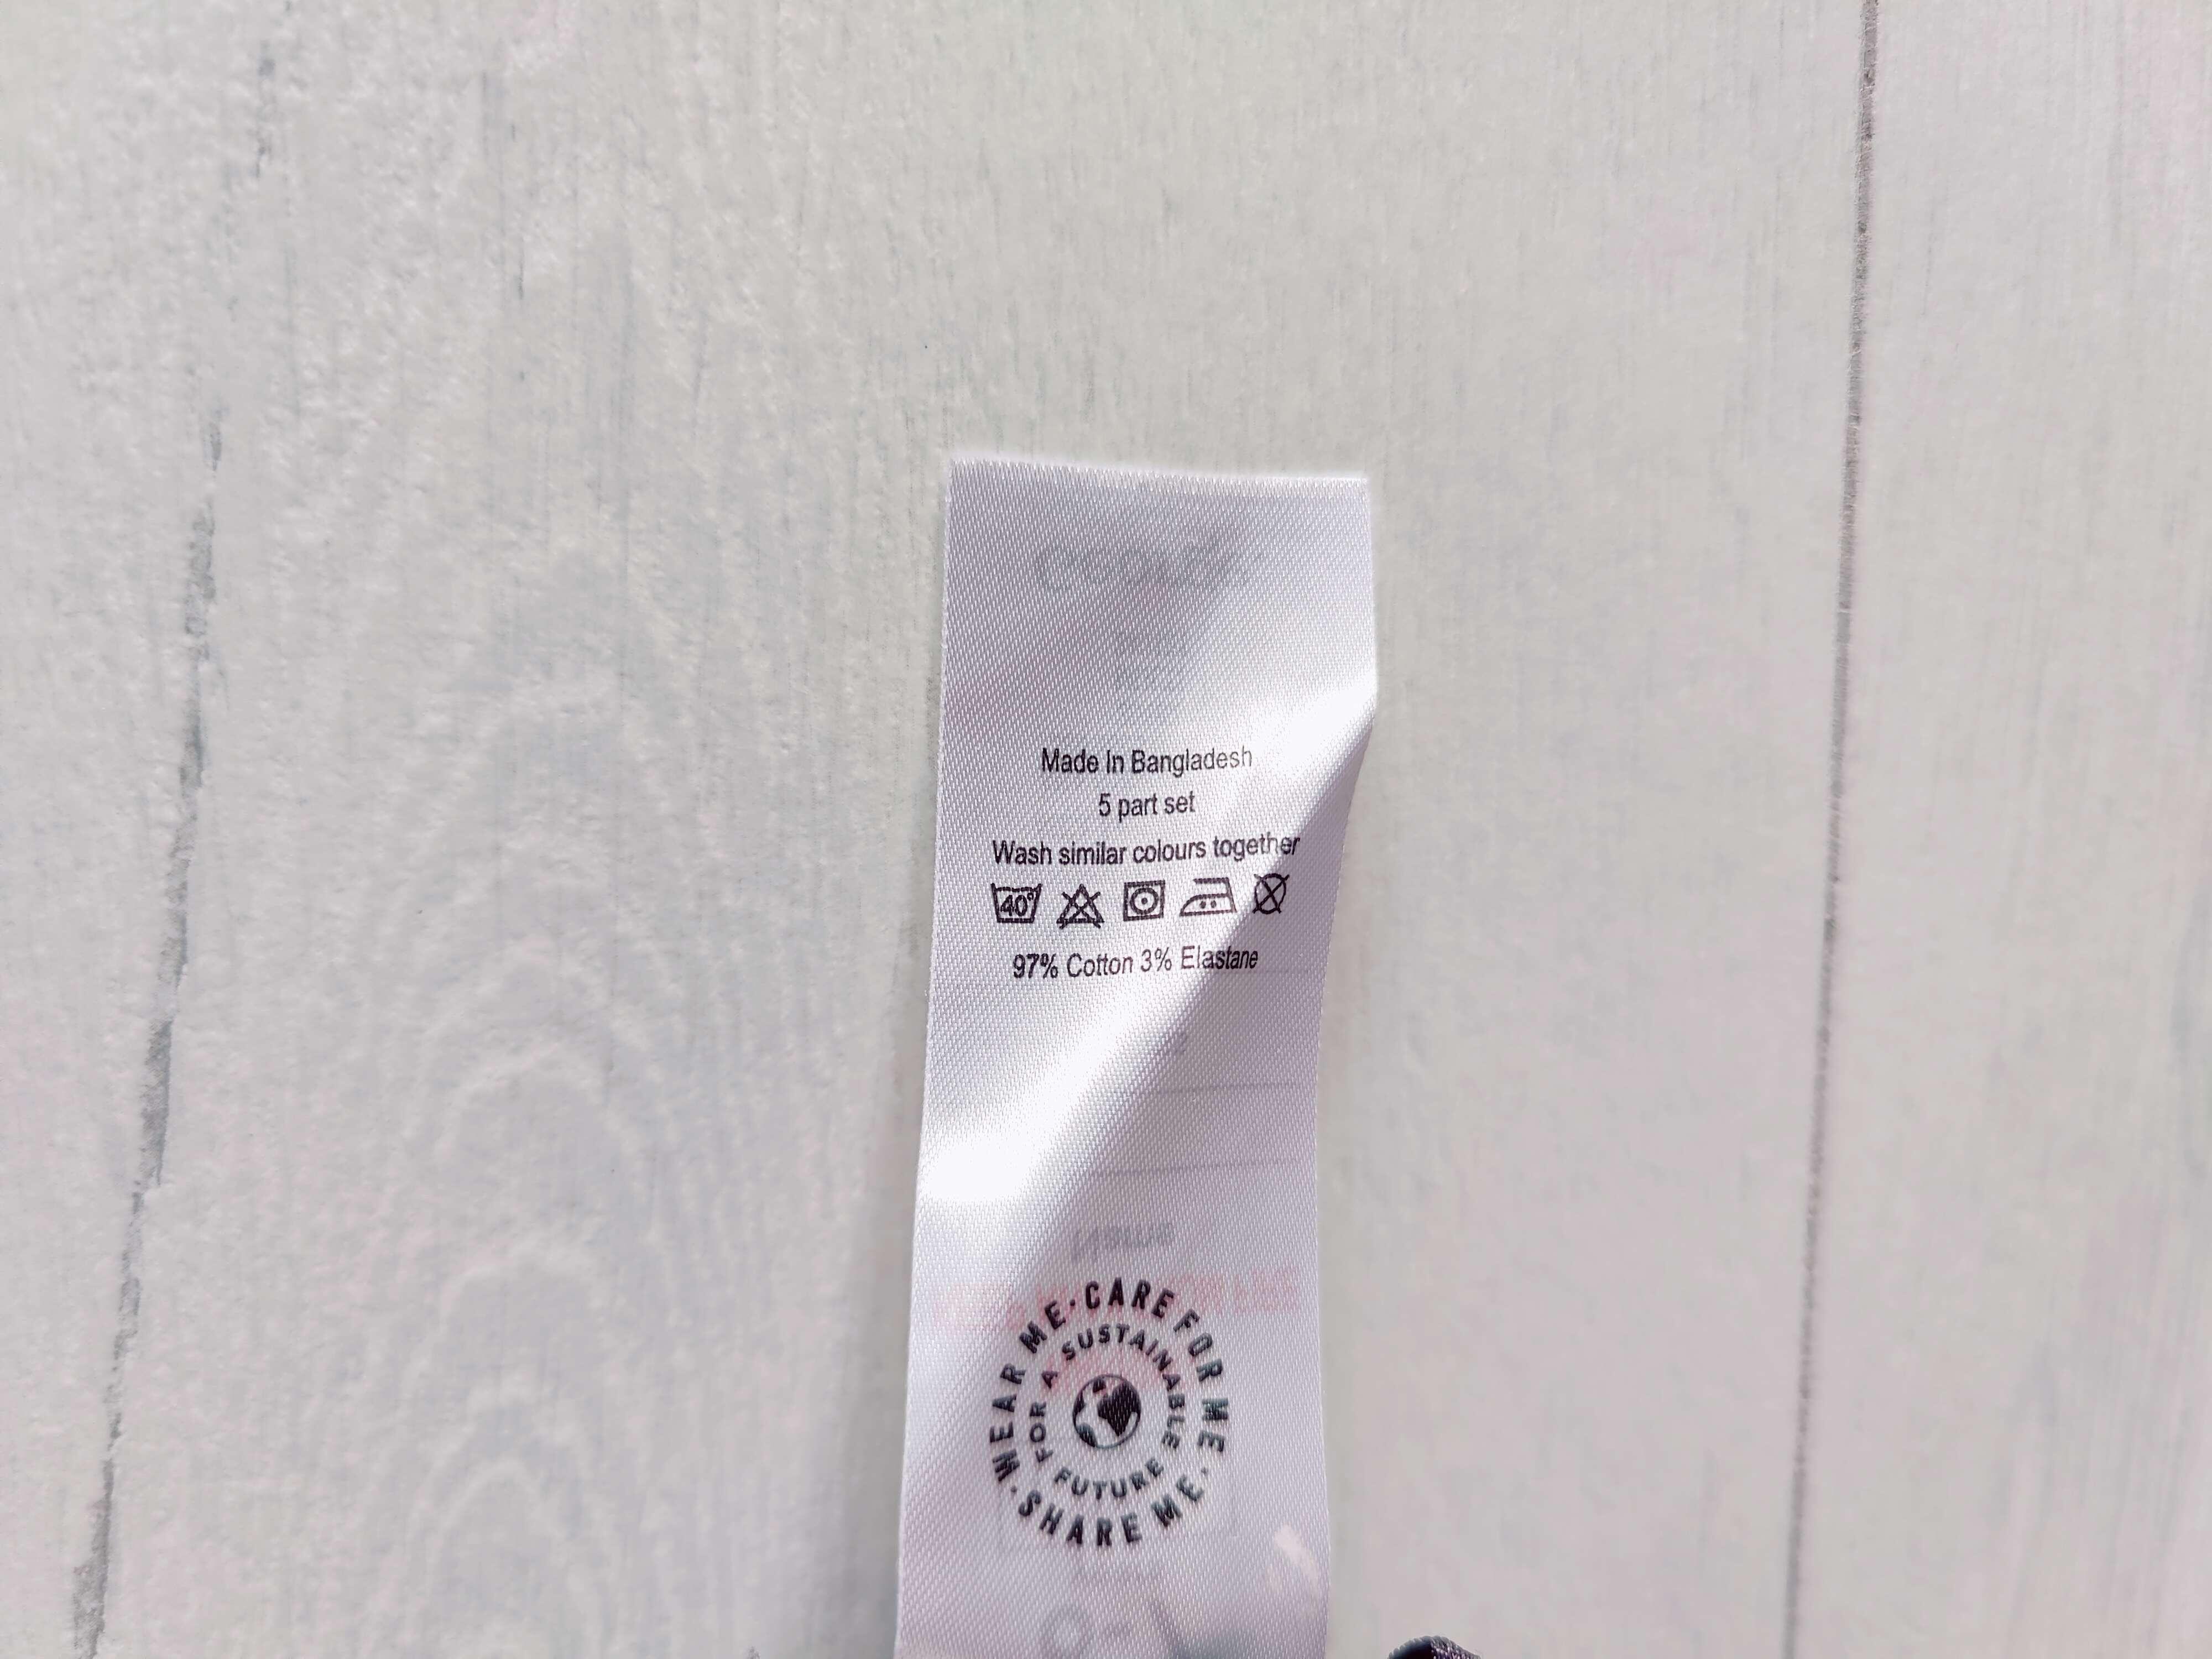 Made In Bangladesh
5 part set
Wash similar colours together
40°
97% Cotton 3% Elastane
WEAR ME · CARE FOR ME · SHARE ME ·
FOR A SUSTAINABLE FUTURE